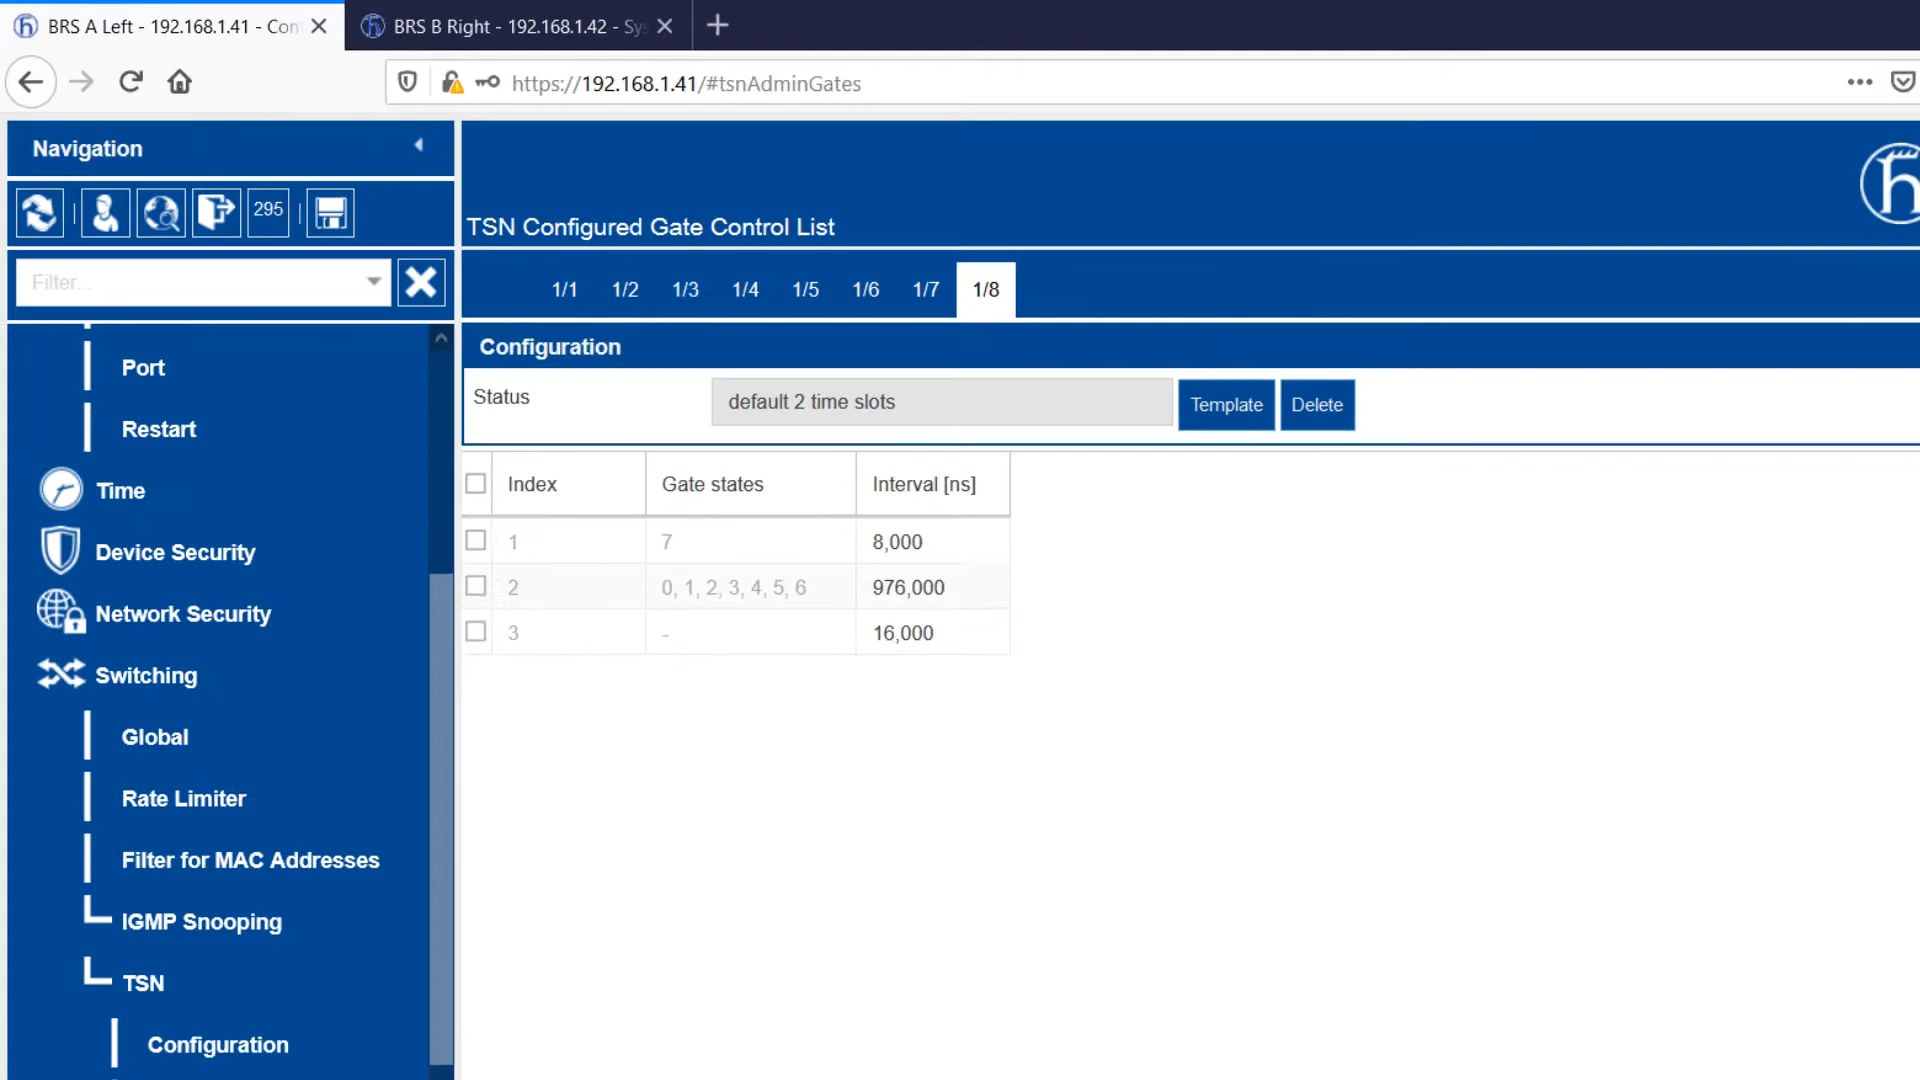 BRS A Left - 192.168.1.41 - Con
BRS B Right - 192.168.1.42 - Sy
https://192.168.1.41/#tsnAdminGates
Navigation
295
TSN Configured Gate Control List
Filter...
1/1 1/2 1/3 1/4 1/5 1/6 1/7 1/8
Configuration
Status default 2 time slots Template Delete
Index Gate states Interval [ns]
1 7 8,000
2 0, 1, 2, 3, 4, 5, 6 976,000
3 - 16,000
Port
Restart
Time
Device Security
Network Security
Switching
Global
Rate Limiter
Filter for MAC Addresses
IGMP Snooping
TSN
Configuration